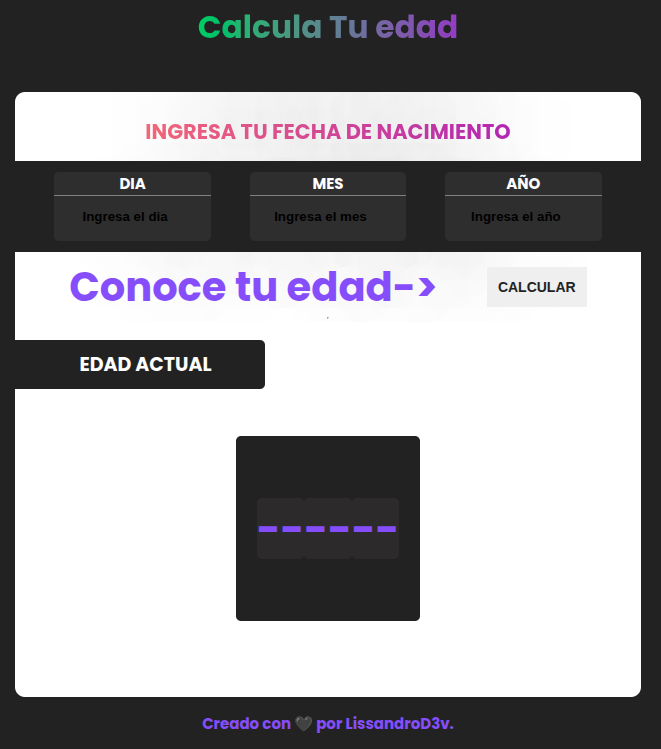 Calcula Tu edad
INGRESA TU FECHA DE NACIMIENTO
DIA MES AÑO
Ingresa el dia Ingresa el mes Ingresa el año
Conoce tu edad-> CALCULAR
.
EDAD ACTUAL
------
Creado con 🖤 por LissandroD3v.